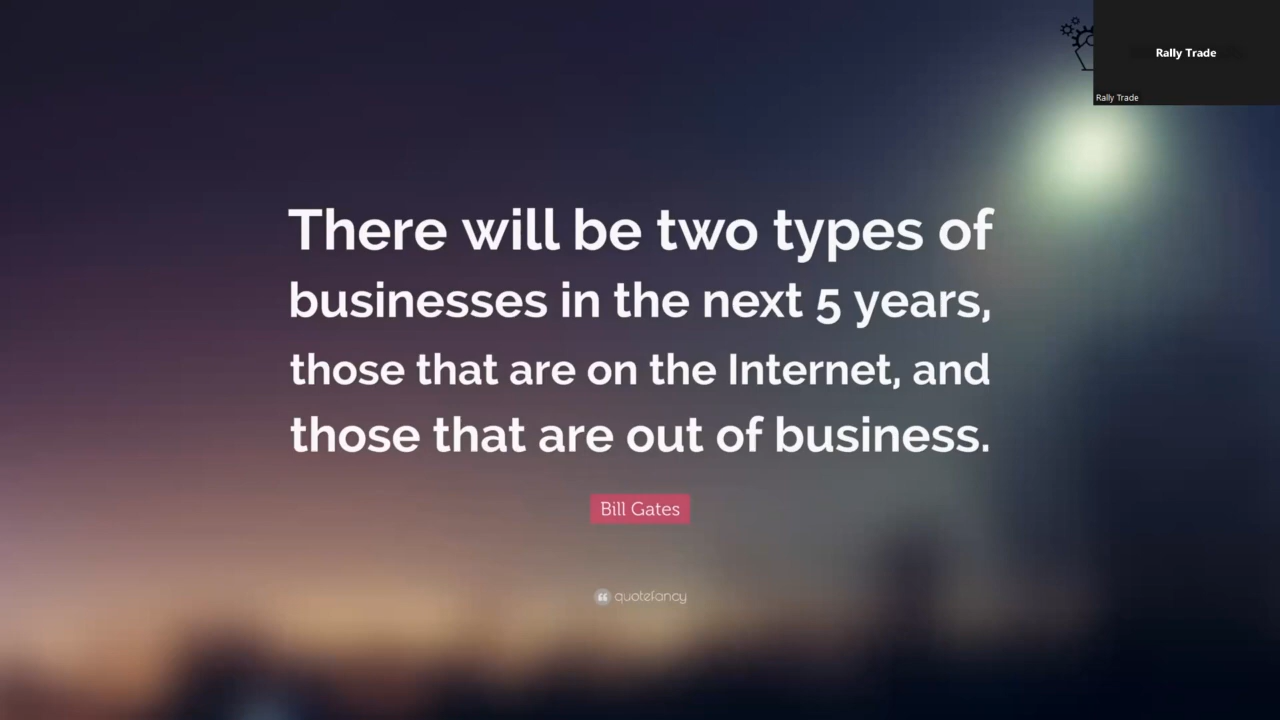 Rally Trade
Rally Trade
There will be two types of
businesses in the next 5 years,
those that are on the Internet, and
those that are out of business.
Bill Gates
quotefancy